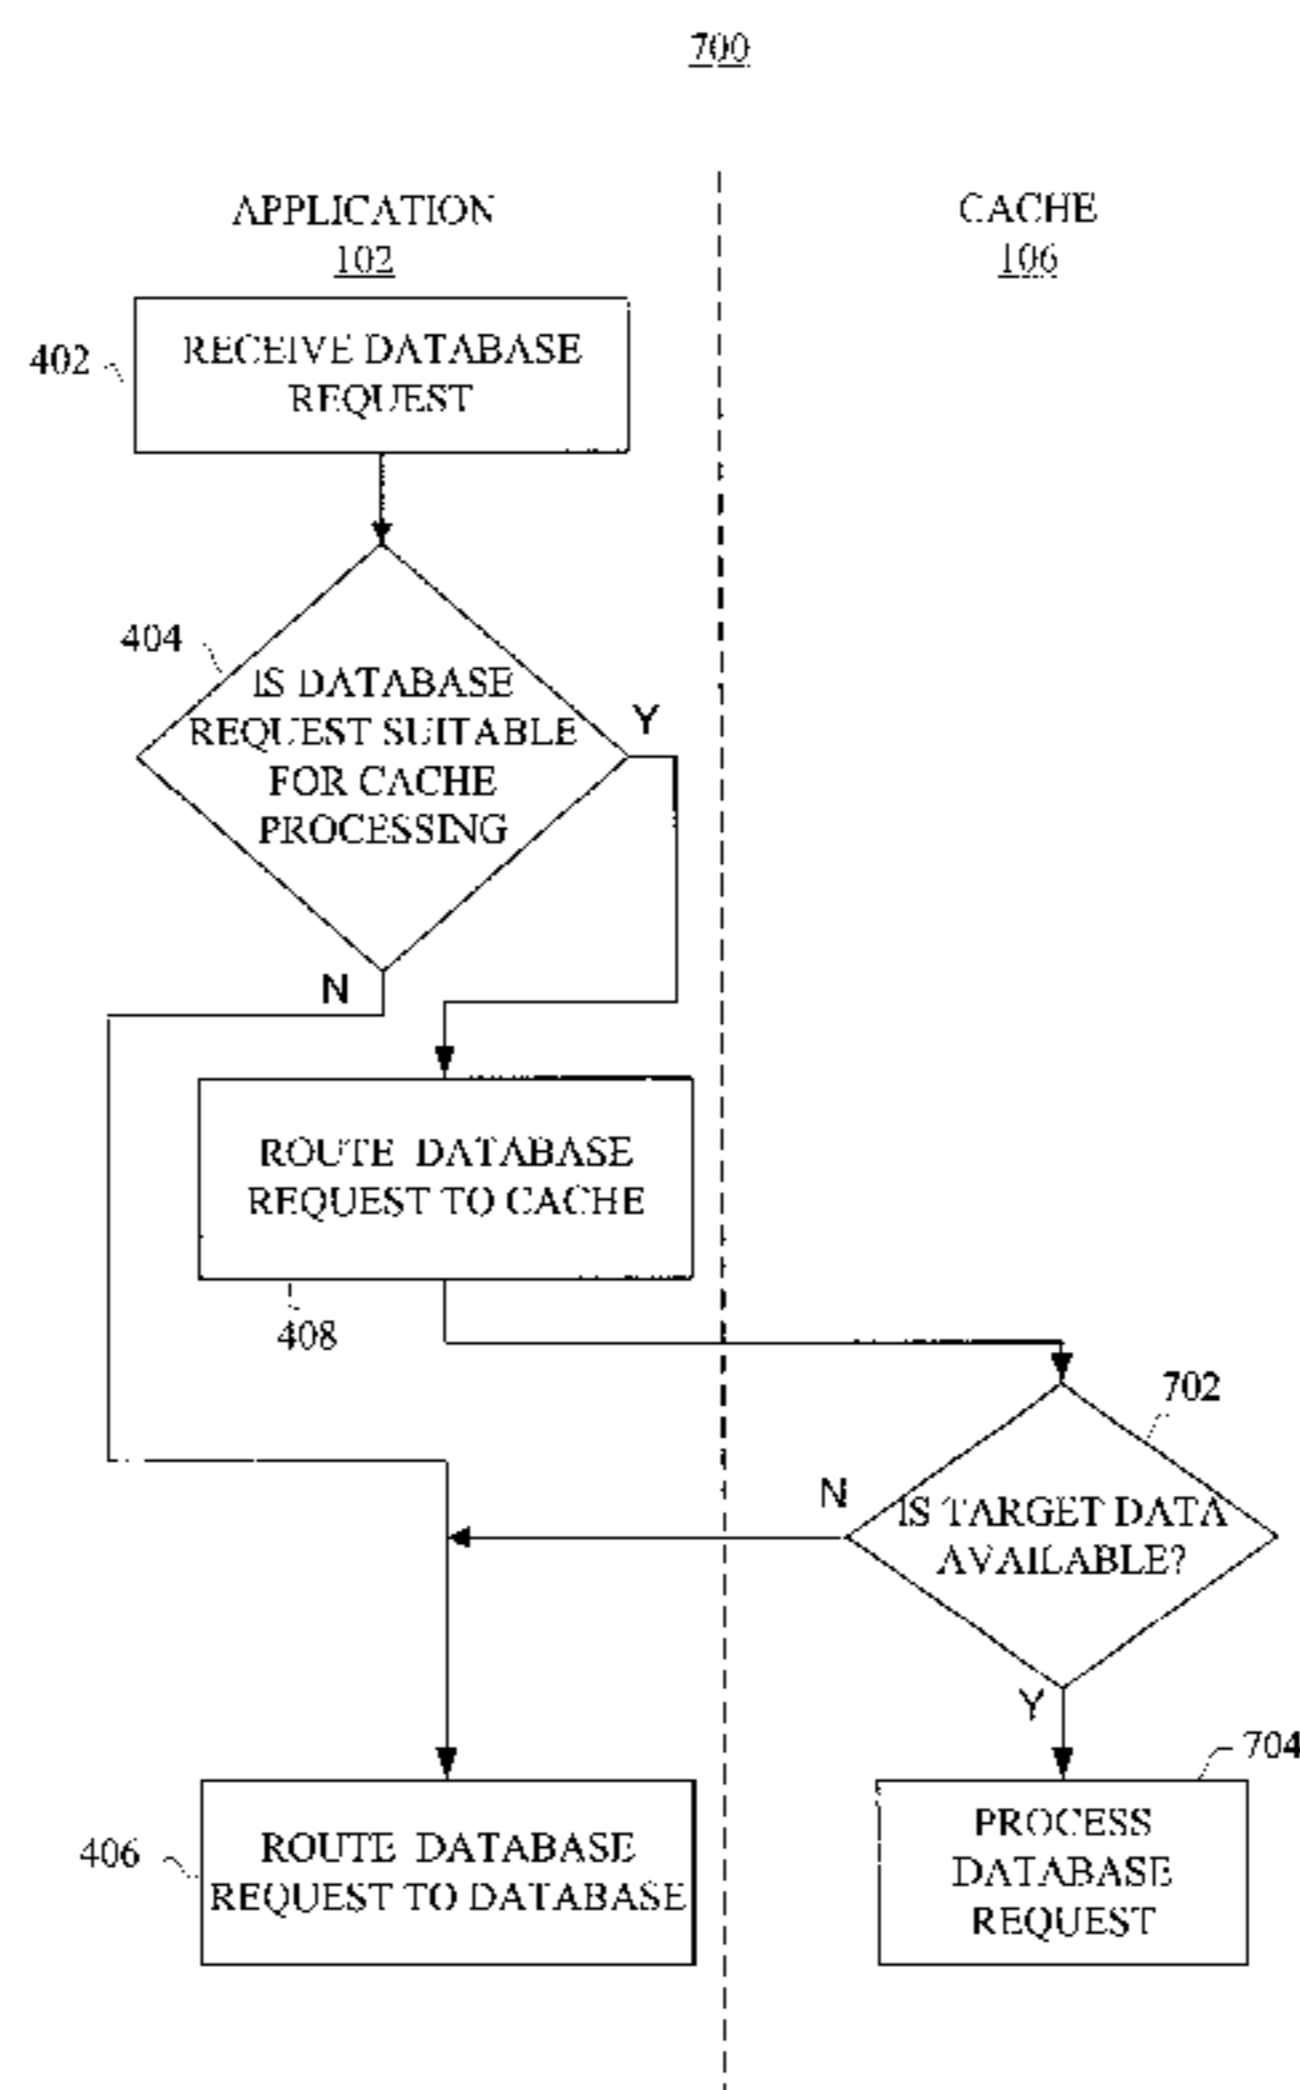 700
APPLICATION
102
CACHE
106
402
RECEIVE DATABASE
REQUEST
404
IS DATABASE
REQUEST SUITABLE
FOR CACHE
PROCESSING
Y
N
ROUTE DATABASE
REQUEST TO CACHE
408
702
N
IS TARGET DATA
AVAILABLE?
Y
704
406
ROUTE DATABASE
REQUEST TO DATABASE
PROCESS
DATABASE
REQUEST